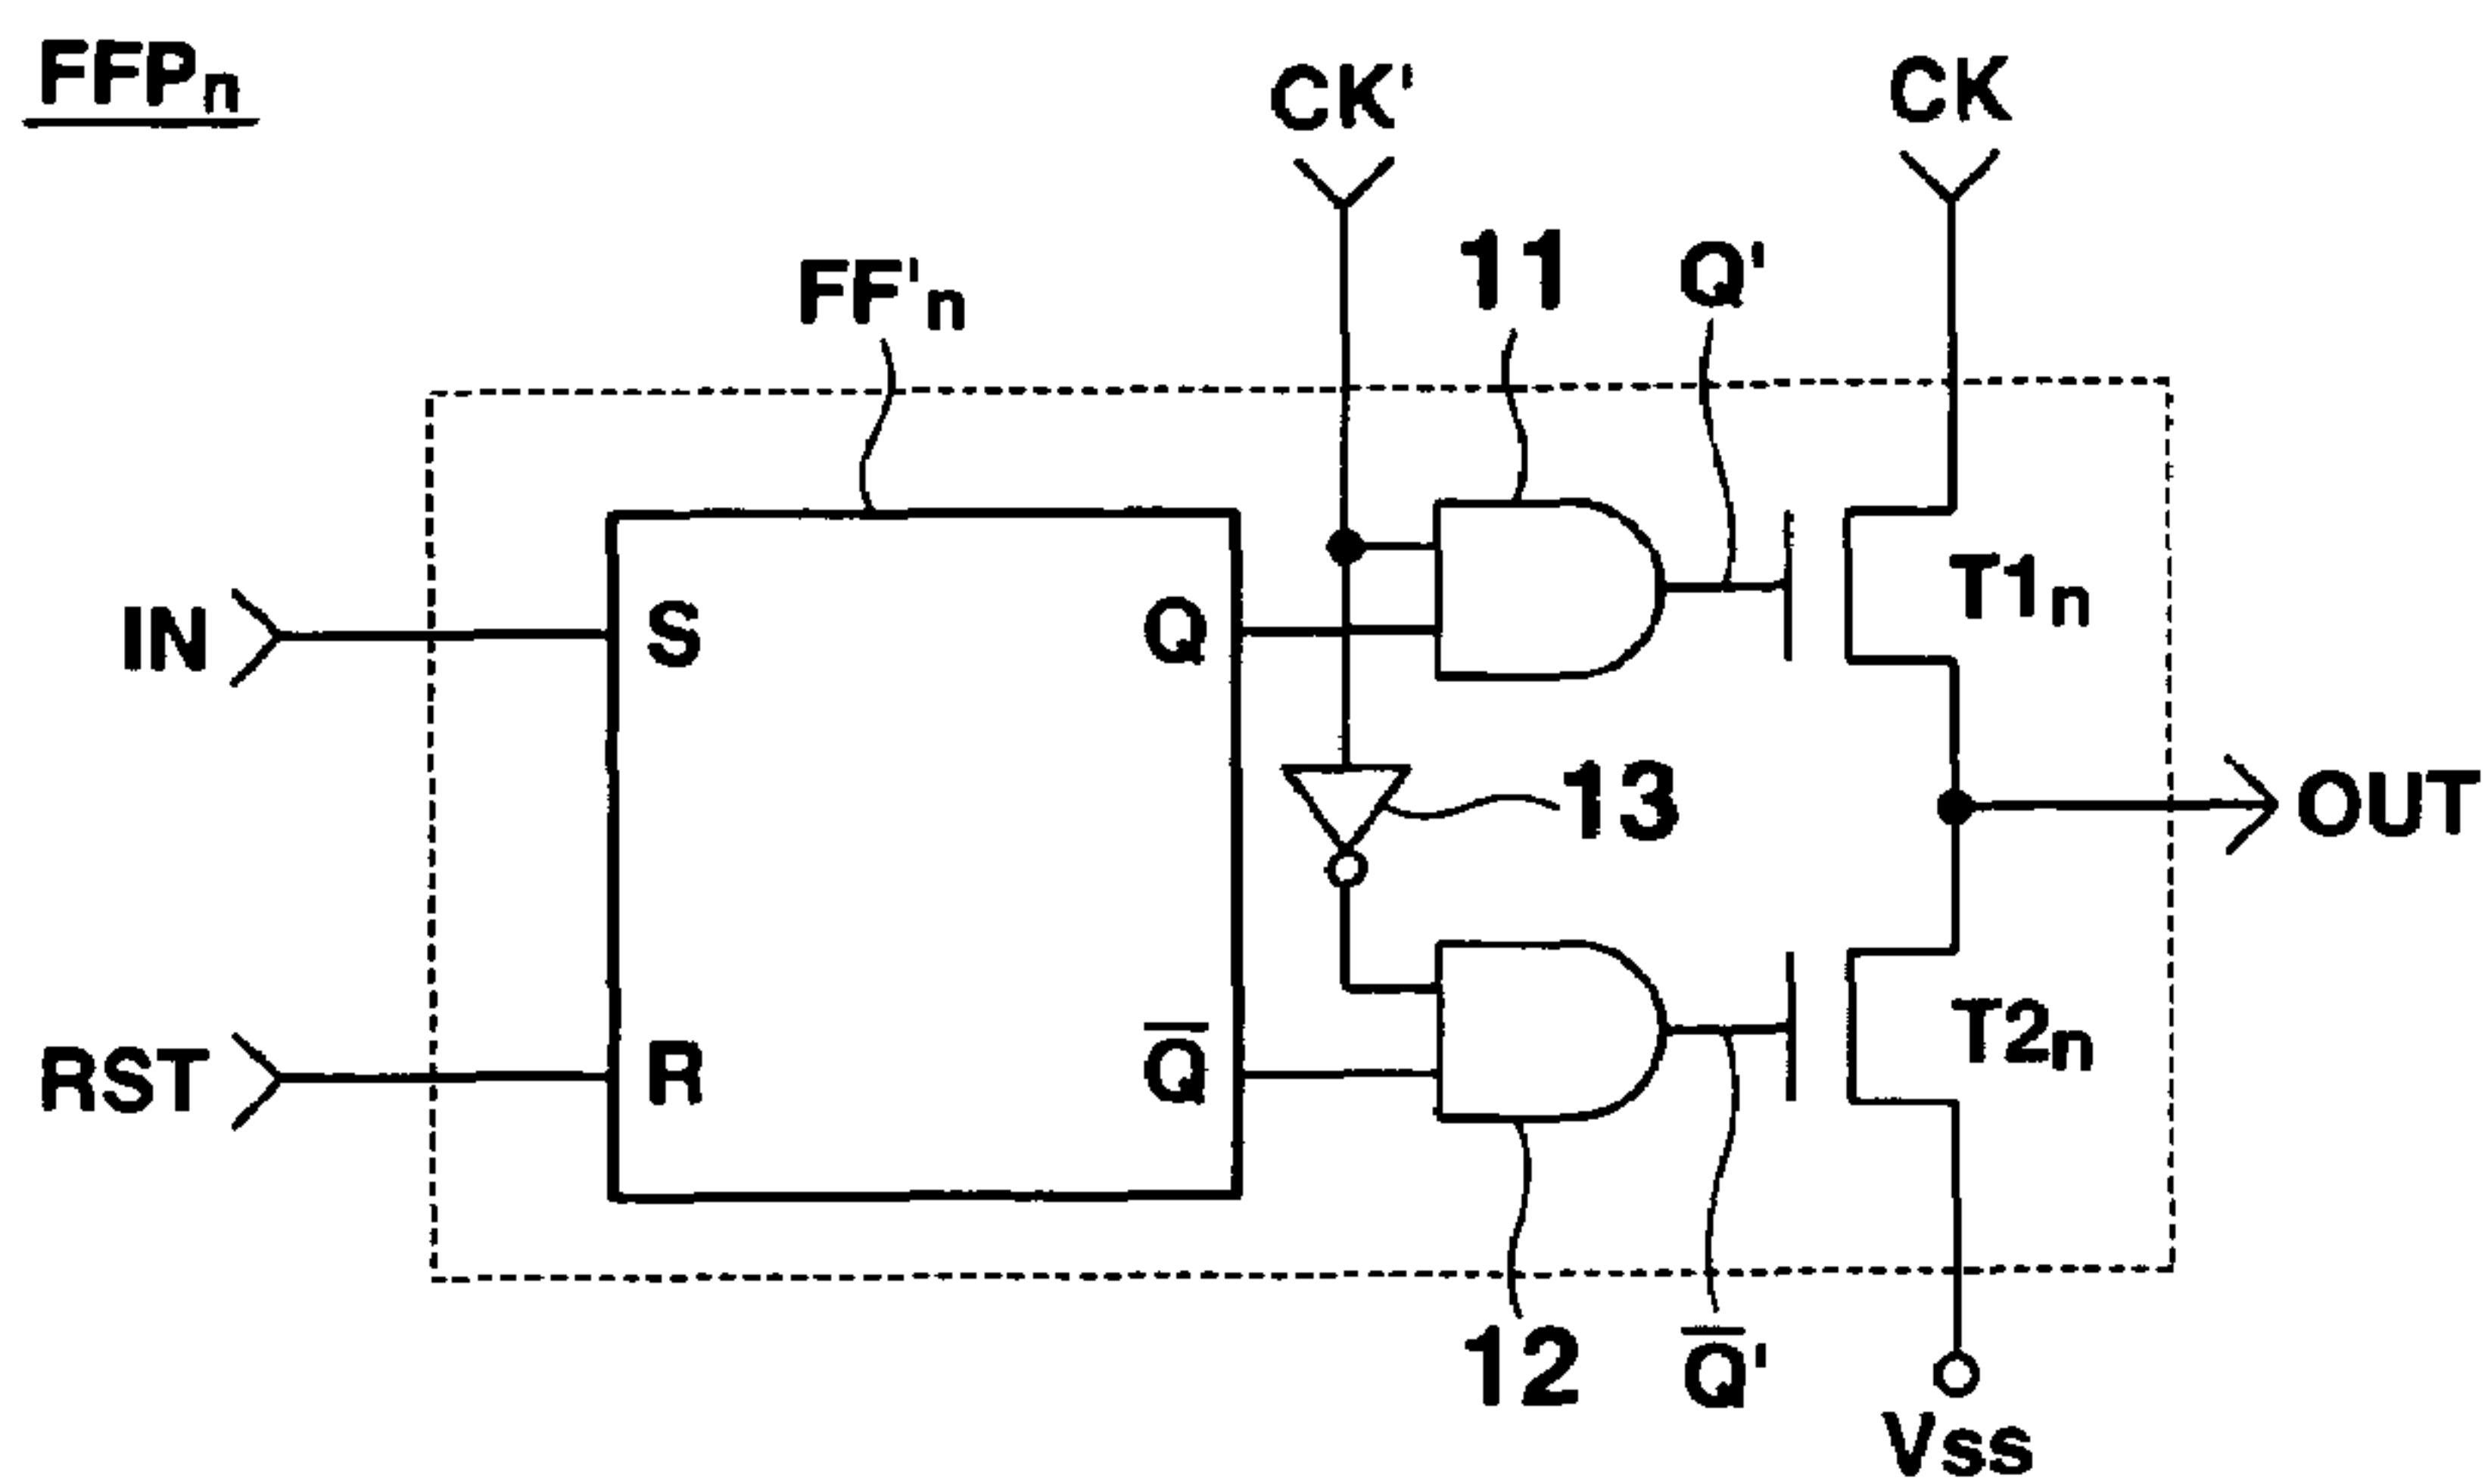 FFPn
CK'
CK
FF'n
11
Q'
IN
S
Q
T1n
13
OUT
RST
R
Q̅
T2n
12
Q̅'
Vss